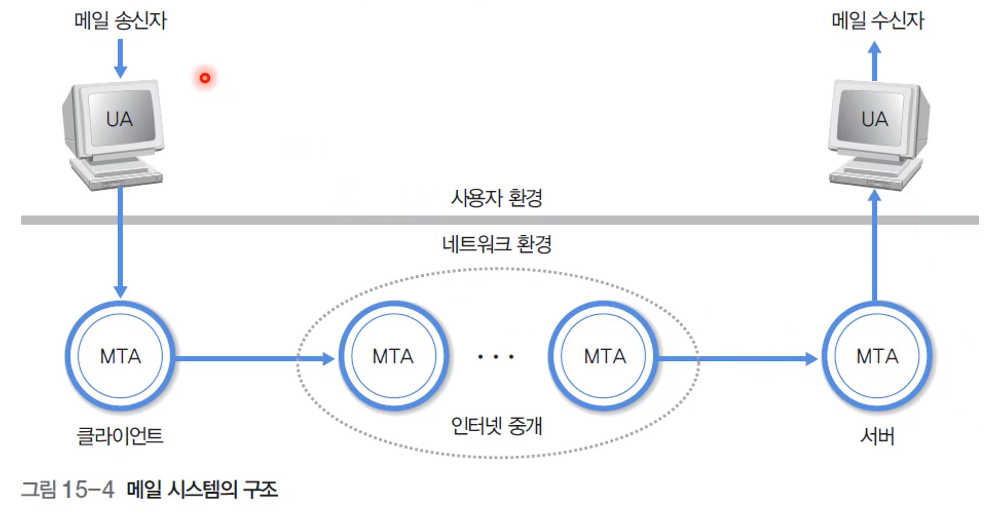 메일 송신자
메일 수신자
UA
UA
사용자 환경
네트워크 환경
MTA
MTA
· · ·
MTA
MTA
인터넷 중개
클라이언트
서버
그림 15-4 메일 시스템의 구조